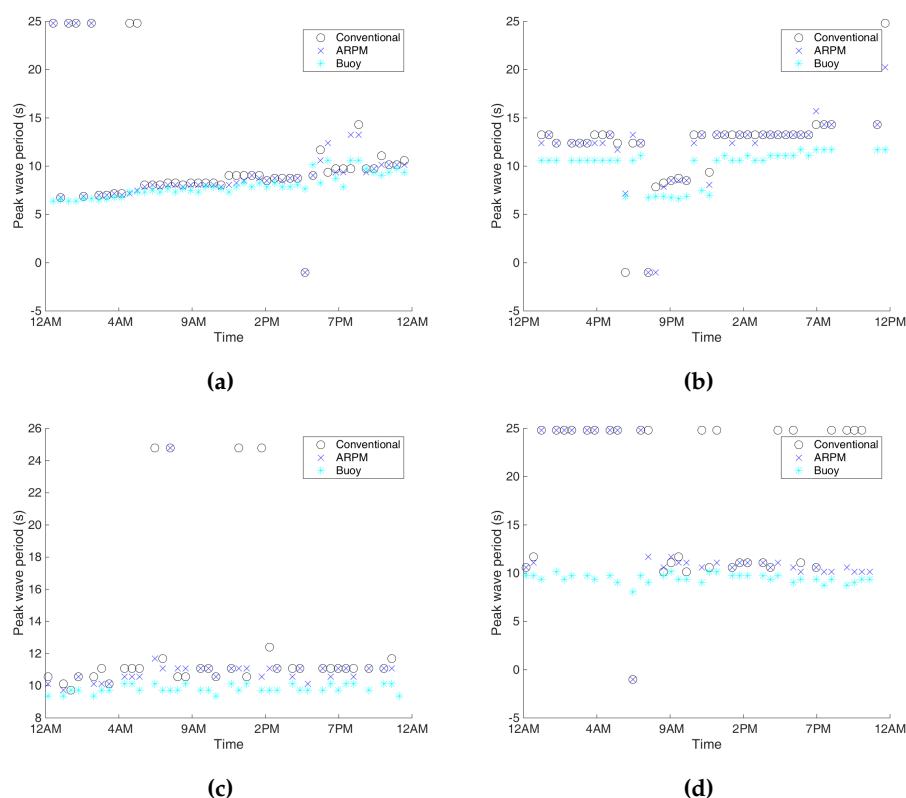 25
20
15
10
5
0
-5
Peak wave period (s)
Conventional
ARPM
Buoy
12AM 4AM 9AM 2PM 7PM 12AM
Time
(a)
25
20
15
10
5
0
-5
Peak wave period (s)
Conventional
ARPM
Buoy
12PM 4PM 9PM 2AM 7AM 12PM
Time
(b)
26
24
22
20
18
16
14
12
10
8
Peak wave period (s)
Conventional
ARPM
Buoy
12AM 4AM 9AM 2PM 7PM 12AM
Time
(c)
25
20
15
10
5
0
-5
Peak wave period (s)
Conventional
ARPM
Buoy
12PM 4AM 9AM 2PM 7PM 12AM
Time
(d)